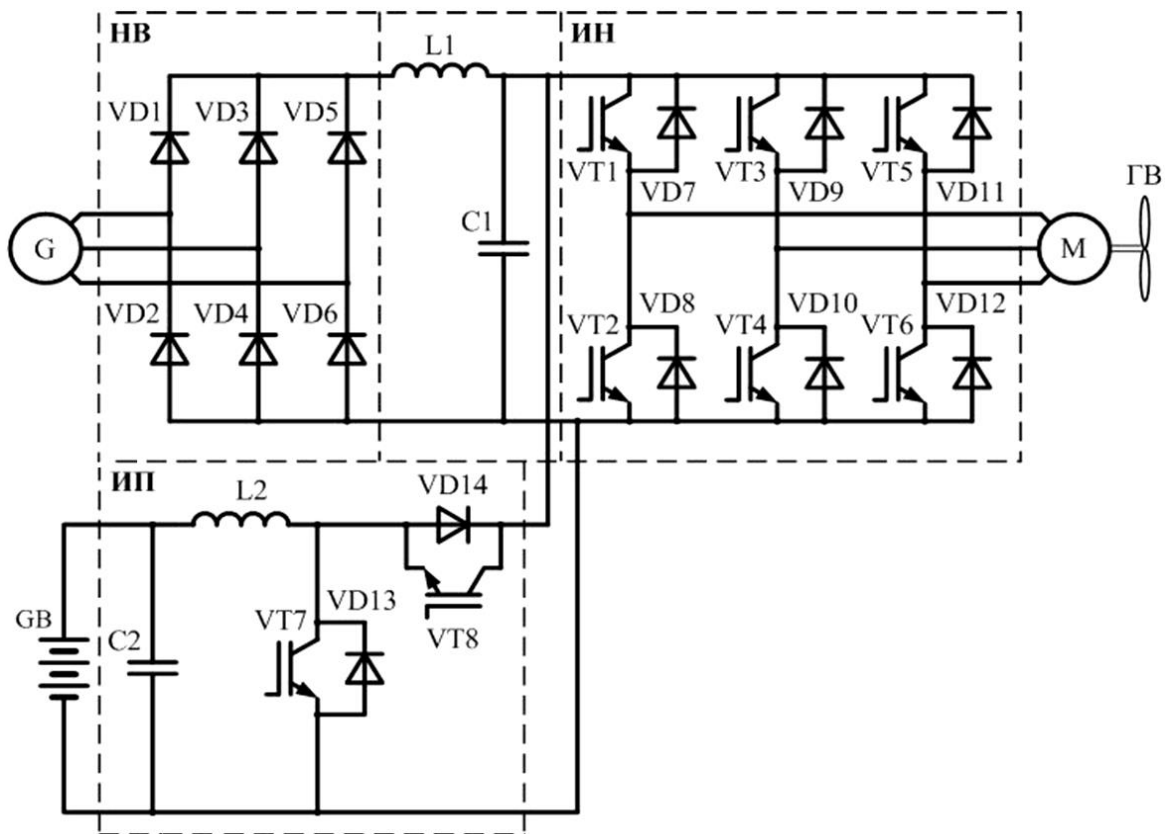 НВ
ИН
L1
VD1
VD3
VD5
VT1
VD7
VT3
VD9
VT5
VD11
ГВ
G
C1
M
VD2
VD4
VD6
VT2
VD8
VT4
VD10
VT6
VD12
ИП
L2
VD14
GB
C2
VT7
VD13
VT8